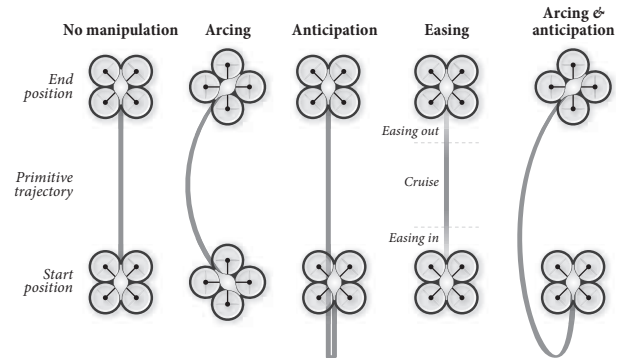 No manipulation
Arcing
Anticipation
Easing
Arcing &
anticipation
End
position
Easing out
Primitive
trajectory
Cruise
Easing in
Start
position